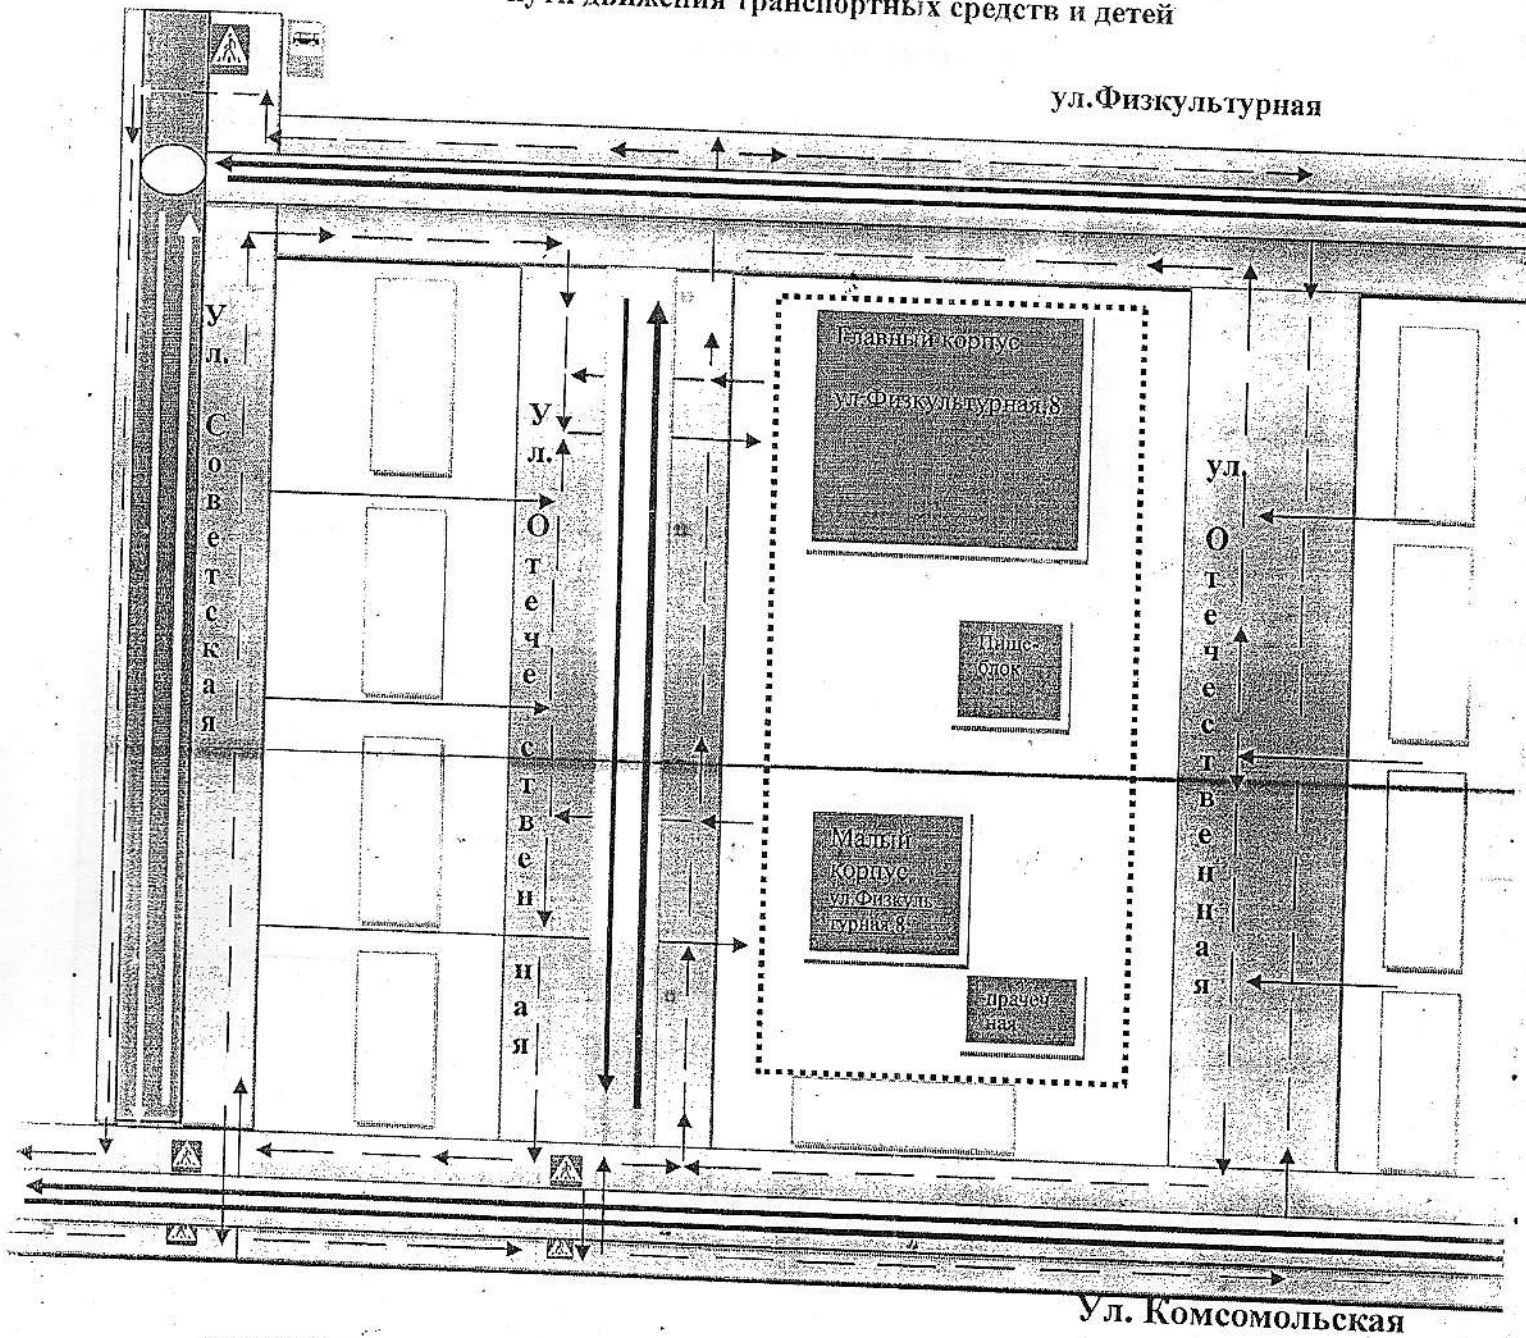 пути движения транспортных средств и детей
ул.Физкультурная
Ул. Советская
Ул. Отечественная
Главный корпус
ул.Физкультурная,8
ул. Отечественная
Пище-
блок
Малый
корпус
ул.Физкуль
турная,8
прачеч
ная
Ул. Комсомольская